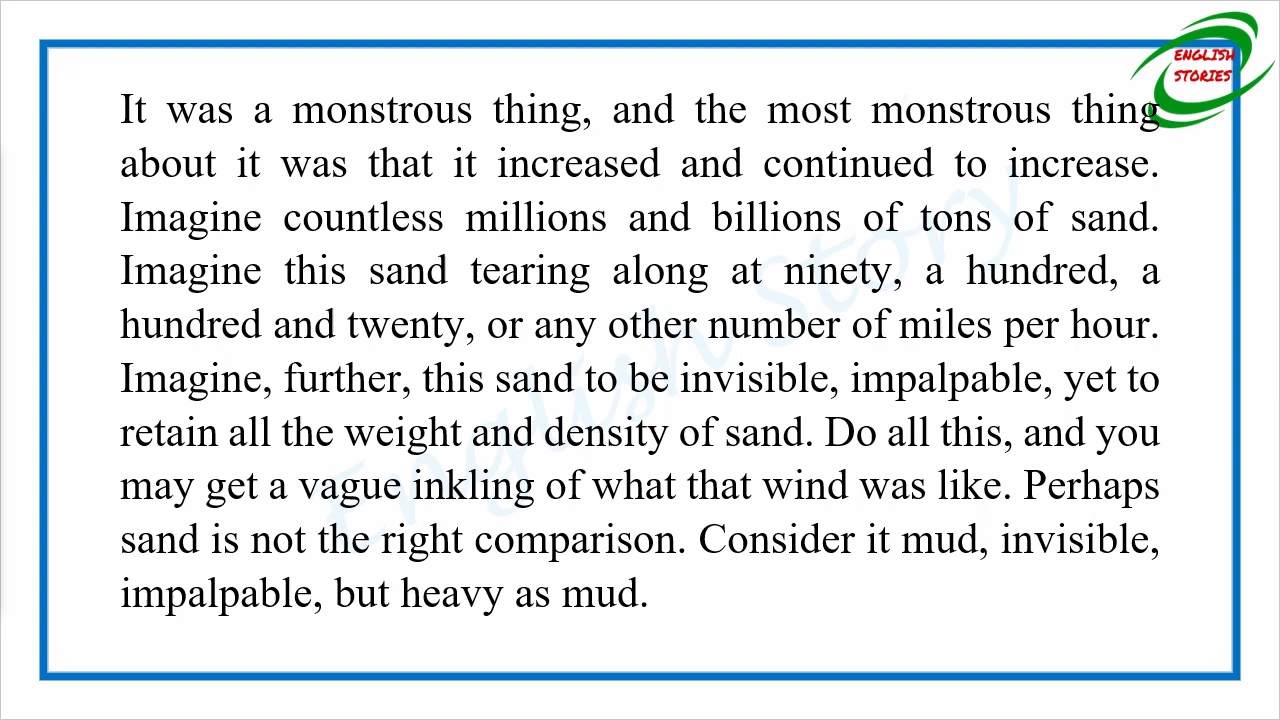 ENGLISH
STORIES
It was a monstrous thing, and the most monstrous thing
about it was that it increased and continued to increase.
Imagine countless millions and billions of tons of sand.
Imagine this sand tearing along at ninety, a hundred, a
hundred and twenty, or any other number of miles per hour.
Imagine, further, this sand to be invisible, impalpable, yet to
retain all the weight and density of sand. Do all this, and you
may get a vague inkling of what that wind was like. Perhaps
sand is not the right comparison. Consider it mud, invisible,
impalpable, but heavy as mud.
English Story